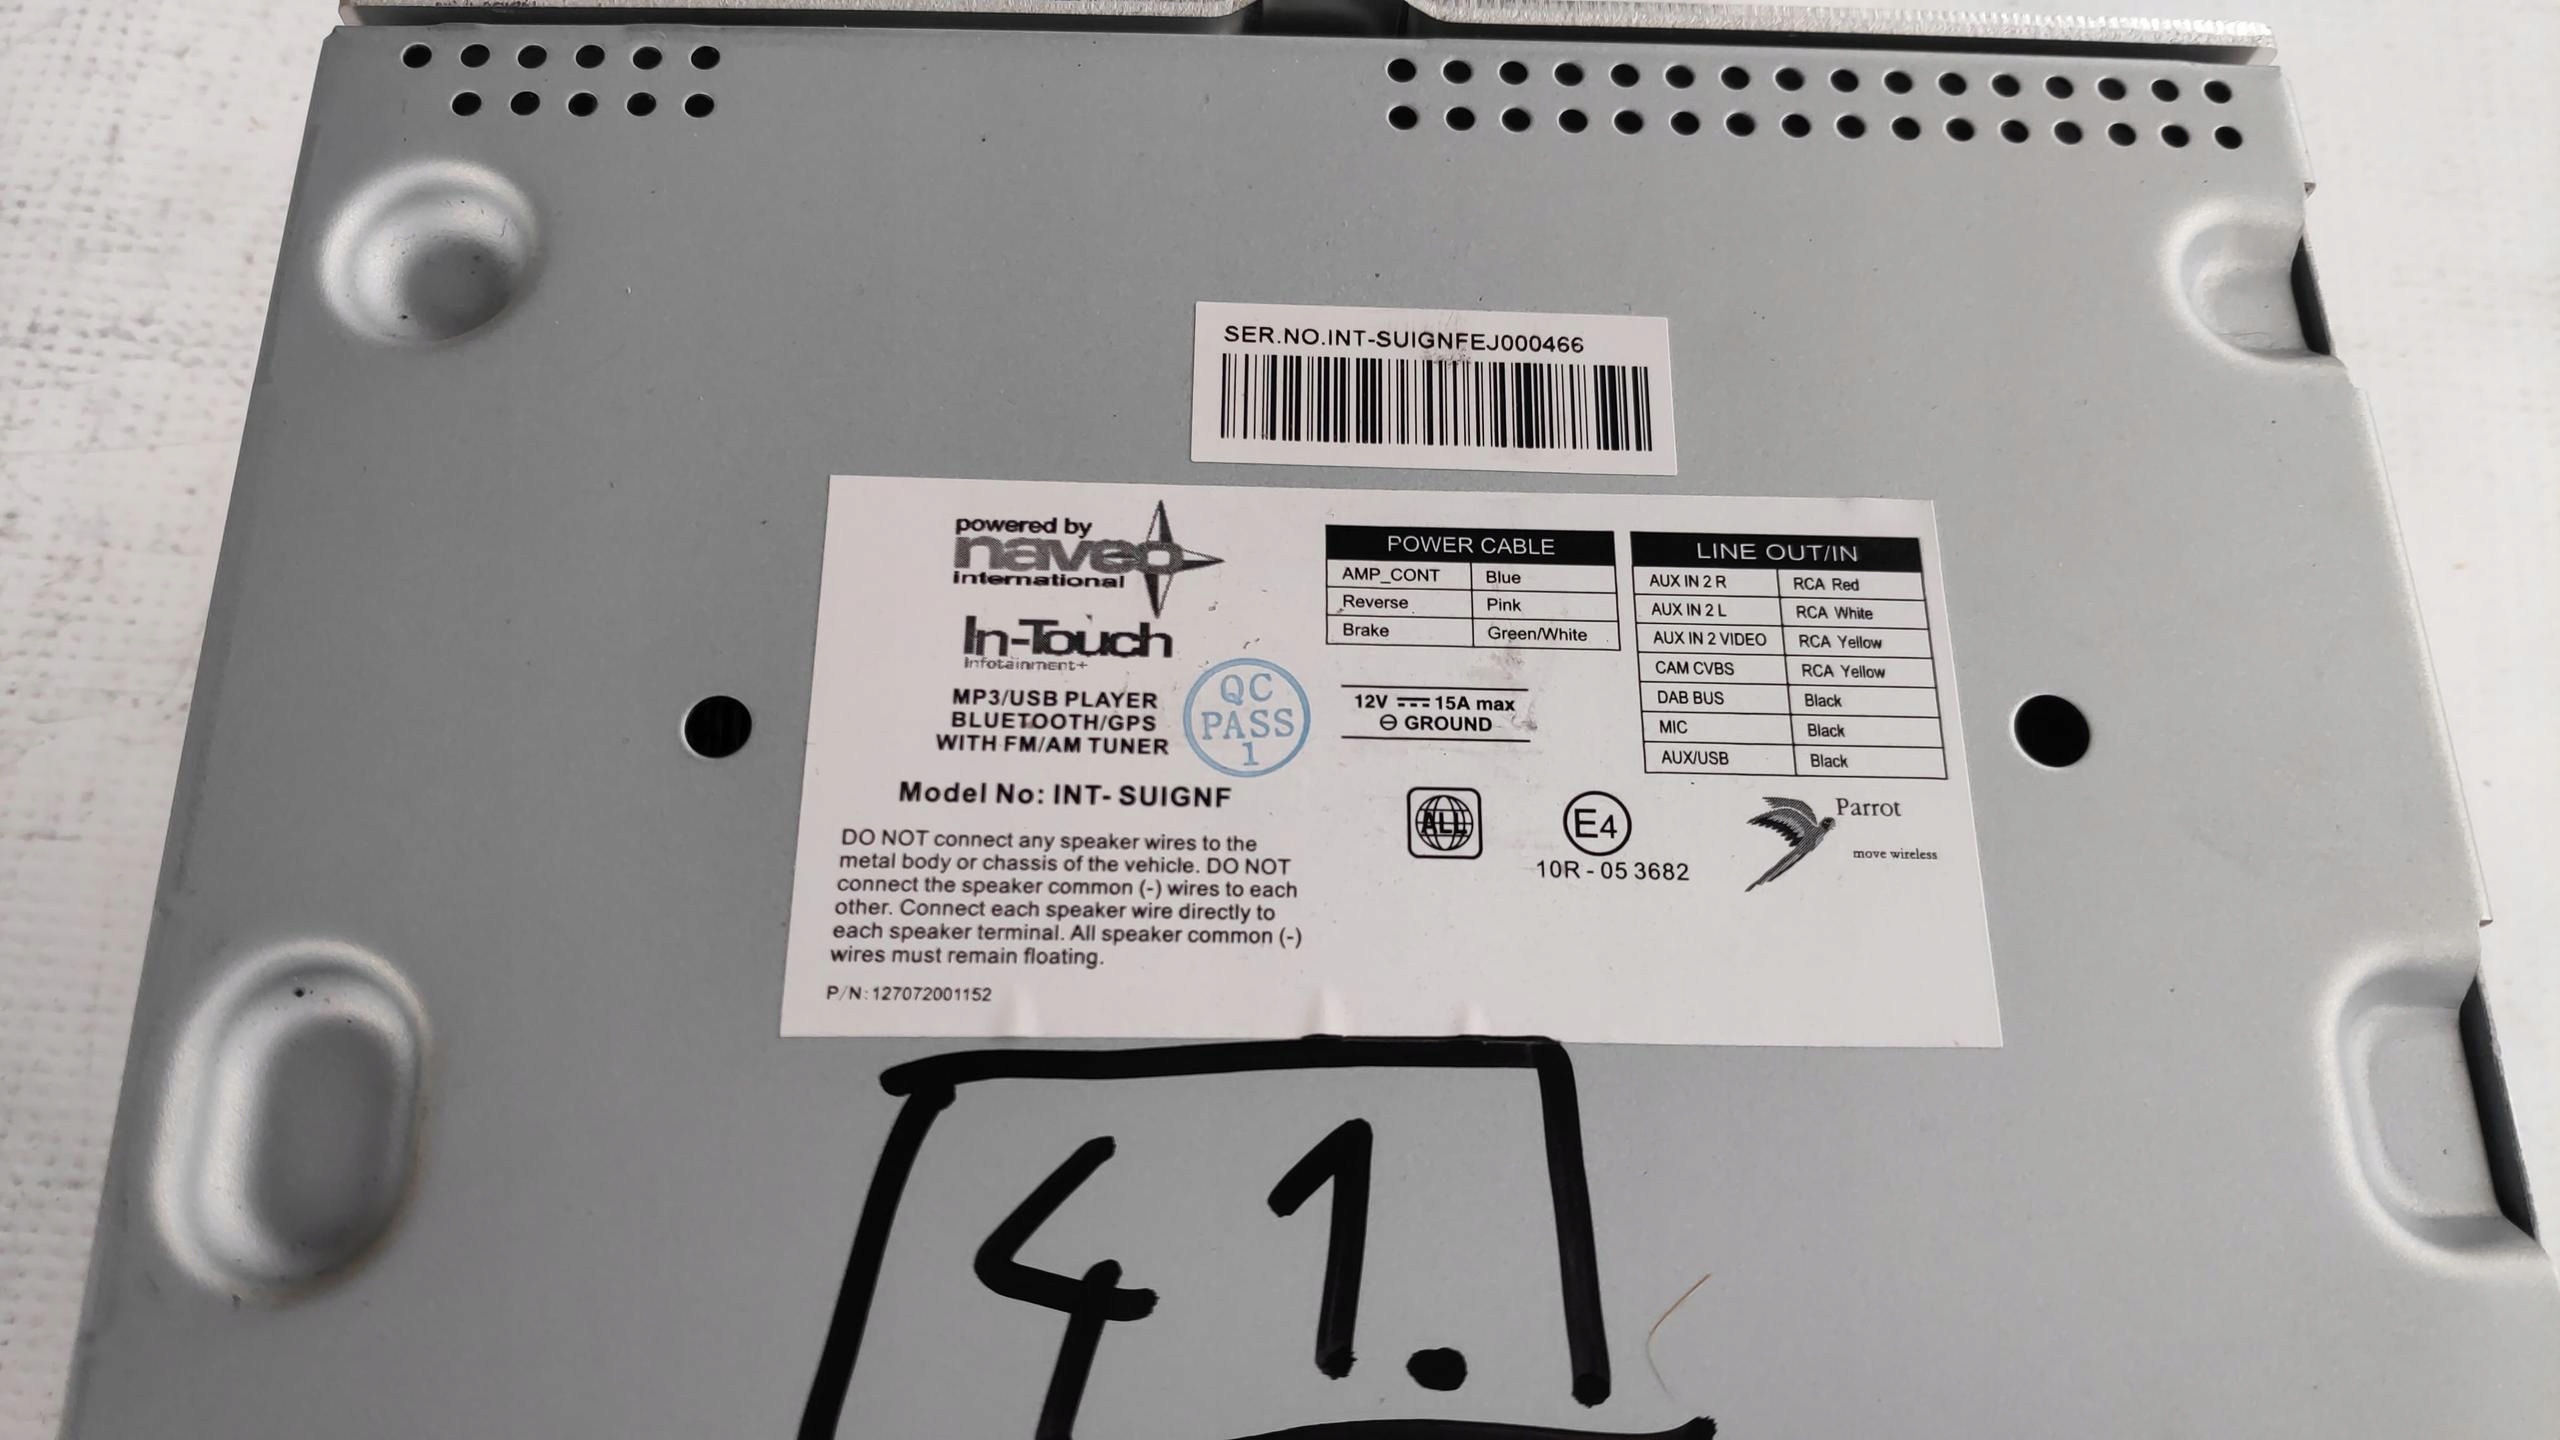 SER.NO.INT-SUIGNFEJ000466
powered by
naveo
international
In-Touch
Infotainment+
MP3/USB PLAYER
BLUETOOTH/GPS
WITH FM/AM TUNER
QC
PASS
1
Model No: INT- SUIGNF
DO NOT connect any speaker wires to the
metal body or chassis of the vehicle. DO NOT
connect the speaker common (-) wires to each
other. Connect each speaker wire directly to
each speaker terminal. All speaker common (-)
wires must remain floating.
P/N: 127072001152
POWER CABLE
AMP_CONT Blue
Reverse Pink
Brake Green/White
12V ⎓ 15A max
⊖ GROUND
LINE OUT/IN
AUX IN 2 R RCA Red
AUX IN 2 L RCA White
AUX IN 2 VIDEO RCA Yellow
CAM CVBS RCA Yellow
DAB BUS Black
MIC Black
AUX/USB Black
ALL
E4
10R - 05 3682
Parrot
move wireless
41.